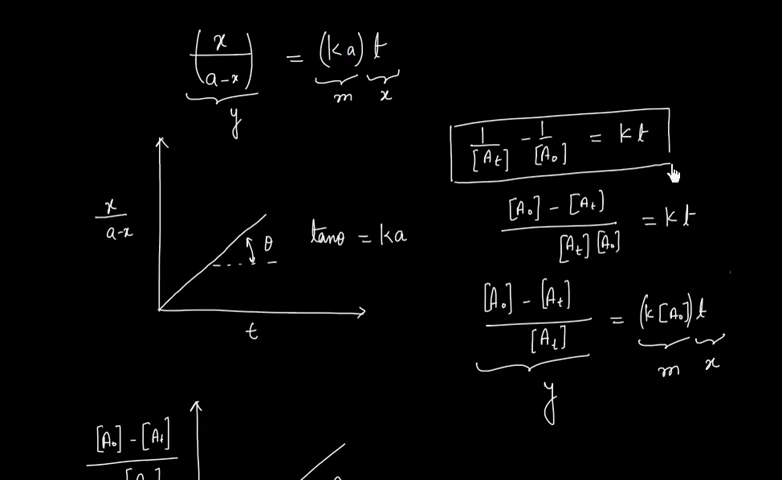 (x/(a-x)) = (ka) t
m x
y
1/[At] - 1/[A0] = kt
[A0] - [At] / [At][A0] = kt
x/(a-x)
θ tanθ = ka
t
[A0] - [At] / [At] = (k[A0]) t
m x
y
[A0] - [At]